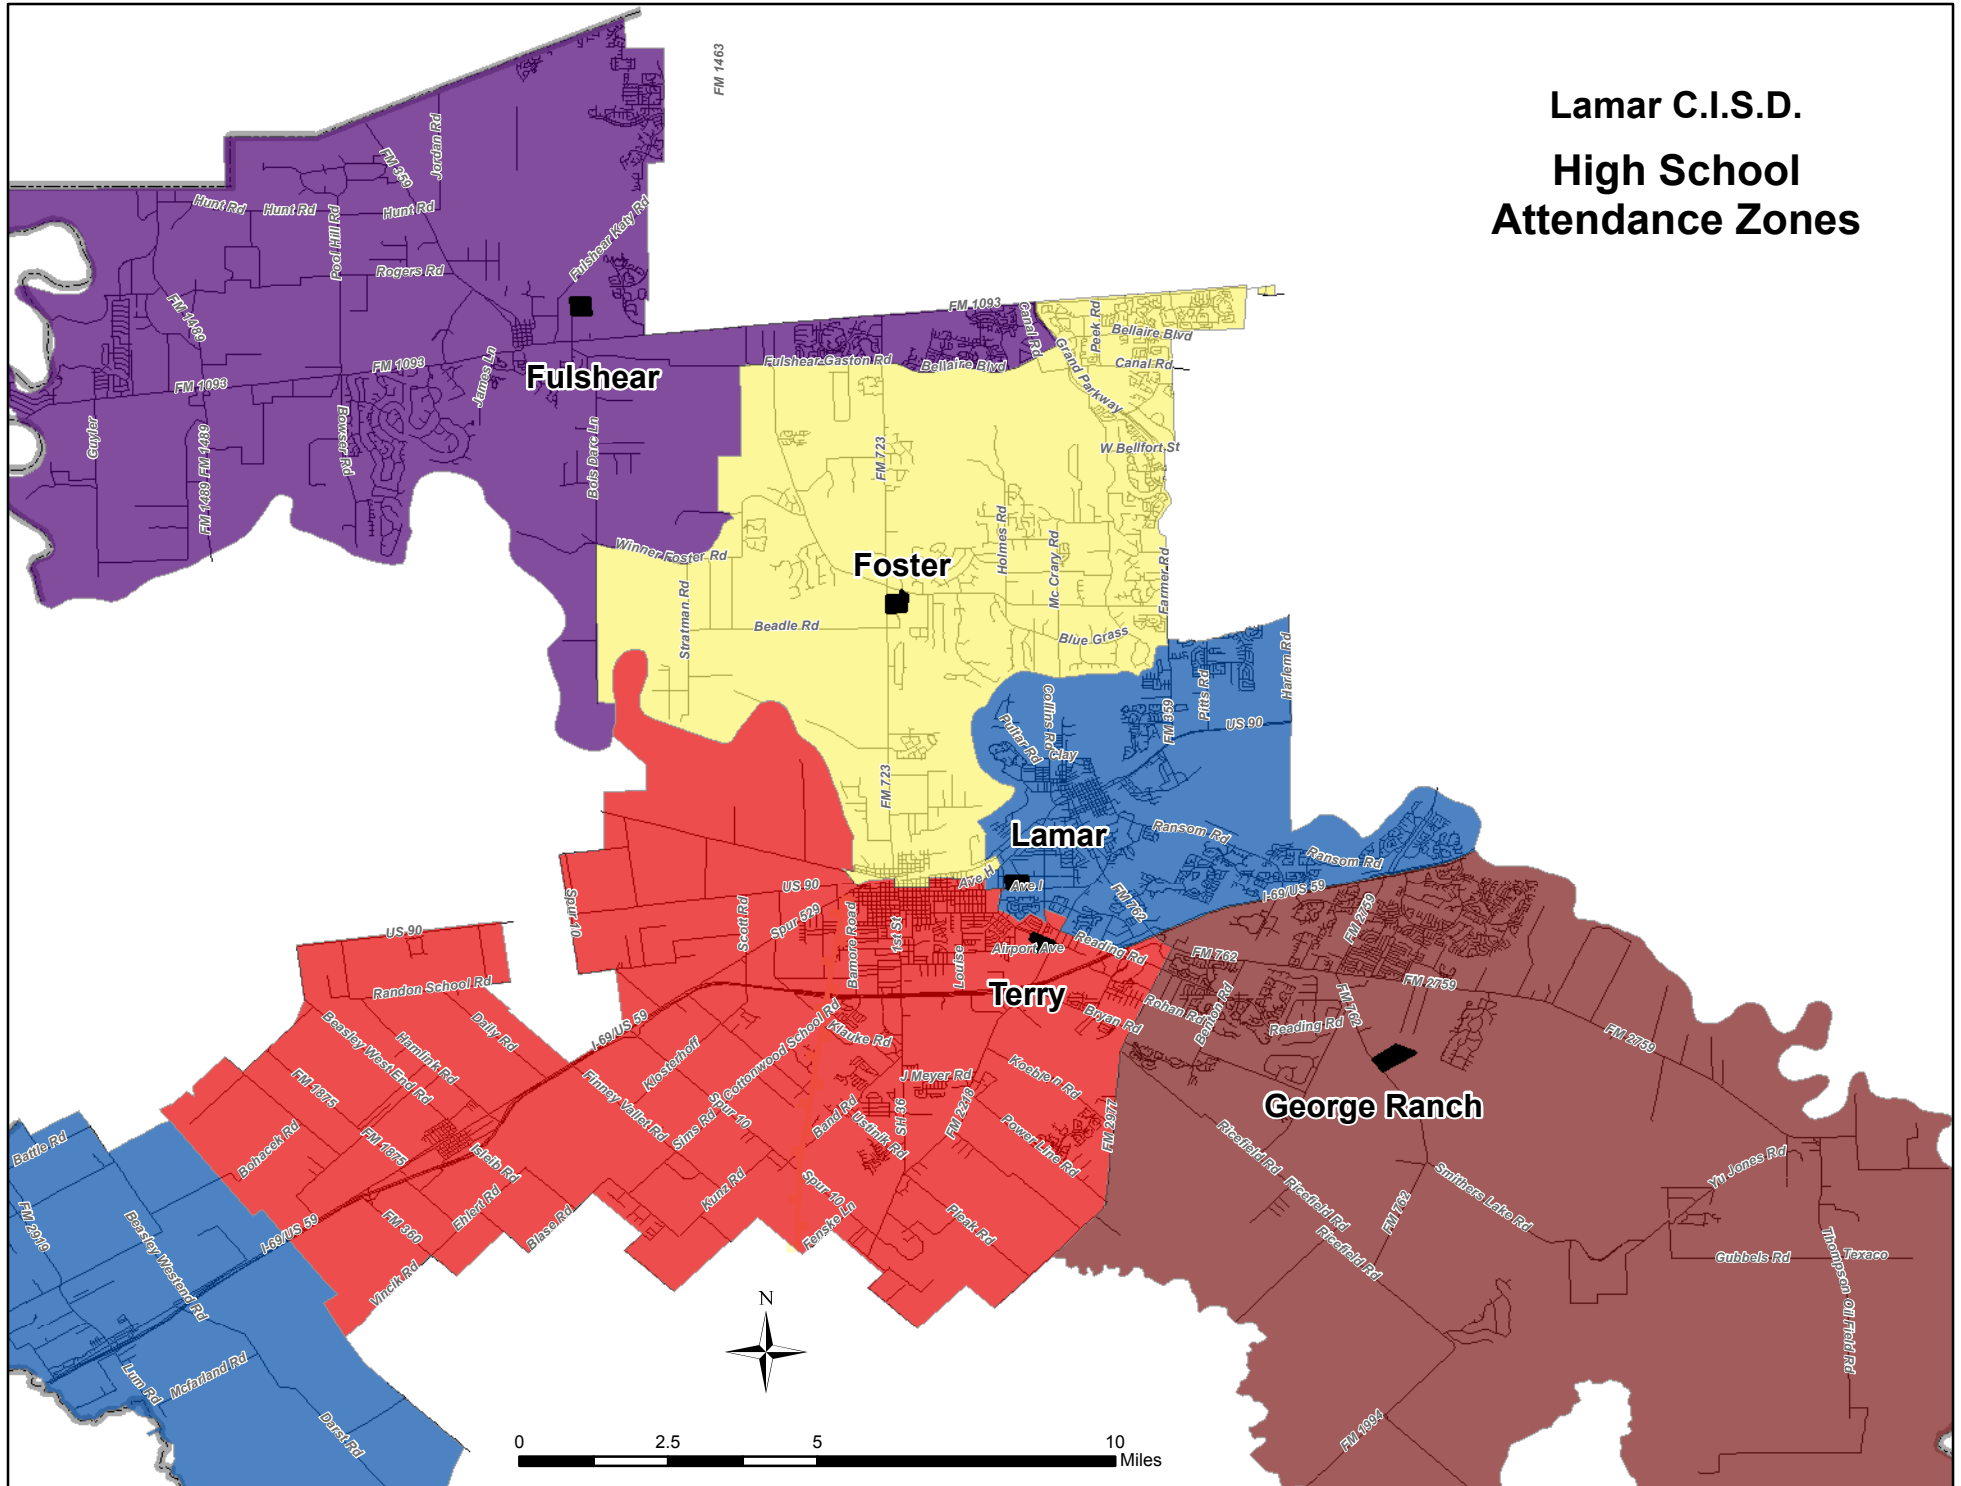 Lamar C.I.S.D.
High School
Attendance Zones
FM 1463
Jordan Rd
FM 359
Hunt Rd
Hunt Rd
Hunt Rd
Pool Hill Rd
Fulshear Katy Rd
Rogers Rd
FM 1489
FM 1093
Canal Rd
Peek Rd
Bellaire Blvd
Fulshear-Gaston Rd
Bellaire Blvd
Grand Parkway
Canal Rd
FM 1093
FM 1093
James Ln
Fulshear
Guyler
FM 1489
FM 1489
Bowser Rd
Bois Darc Ln
FM 723
W Bellfort St
Winner Foster Rd
Foster
Holmes Rd
Mc Crary Rd
Farmer Rd
Stratman Rd
Beadle Rd
Blue Grass
Harlem Rd
Collins Rd
Pultar Rd
Clay
FM 359
Pitts Rd
US 90
FM 723
Lamar
Ransom Rd
Ransom Rd
Ave H
Ave I
I-69/US 59
FM 762
US 90
Spur 10
Scott Rd
Spur 529
Bamore Road
1st St
Louise
Airport Ave
Reading Rd
FM 762
FM 2759
FM 2759
US 90
Randon School Rd
Terry
Bryan Rd
Rohan Rd
Benton Rd
FM 762
Reading Rd
FM 2759
Beasley West End Rd
Hamlink Rd
Daily Rd
I-69/US 59
Klosterhoff
Cottonwood School Rd
Klauke Rd
J Meyer Rd
Koeblen Rd
FM 1875
Finney Vallet Rd
Sims Rd
S Spur 10
Band Rd
Ustinik Rd
SH 36
FM 2218
Power Line Rd
FM 2977
George Ranch
Battle Rd
Bohacek Rd
FM 1875
Isleib Rd
Kunz Rd
Spur 10
Fenske Ln
Pleak Rd
Ricefield Rd
Ricefield Rd
Ricefield Rd
FM 762
Smithers Lake Rd
Yu Jones Rd
FM 2919
Beasley Westend Rd
I-69/US 59
FM 360
Ehlert Rd
Blase Rd
Vincik Rd
Gubbels Rd
Texaco
Thompson Oil Field Rd
Lum Rd
Mcfarland Rd
Darst Rd
FM 1994
N
0 2.5 5 10
Miles